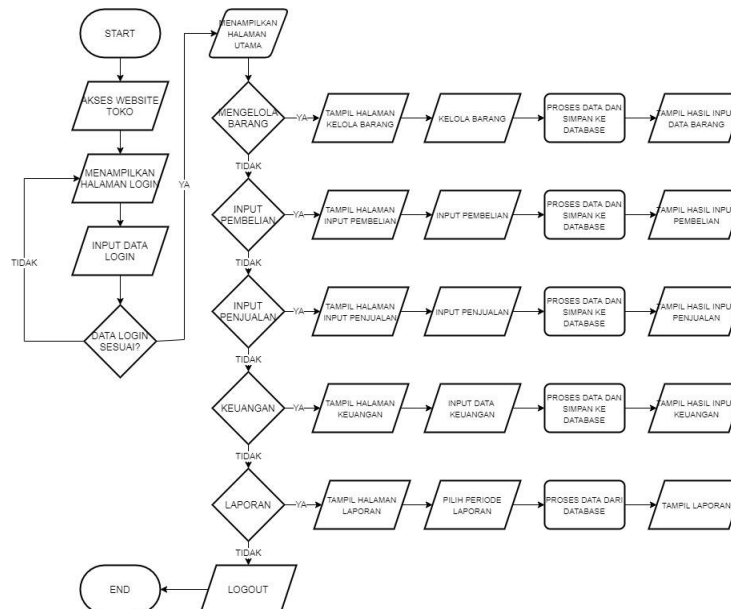 START
AKSES WEBSITE
TOKO
MENAMPILKAN
HALAMAN LOGIN
INPUT DATA
LOGIN
TIDAK
DATA LOGIN
SESUAI?
YA
MENAMPILKAN
HALAMAN
UTAMA
MENGELOLA
BARANG
YA
TAMPIL HALAMAN
KELOLA BARANG
KELOLA BARANG
PROSES DATA DAN
SIMPAN KE
DATABASE
TAMPIL HASIL INPUT
DATA BARANG
TIDAK
INPUT
PEMBELIAN
YA
TAMPIL HALAMAN
INPUT PEMBELIAN
INPUT PEMBELIAN
PROSES DATA DAN
SIMPAN KE
DATABASE
TAMPIL HASIL INPUT
PEMBELIAN
TIDAK
INPUT
PENJUALAN
YA
TAMPIL HALAMAN
INPUT PENJUALAN
INPUT PENJUALAN
PROSES DATA DAN
SIMPAN KE
DATABASE
TAMPIL HASIL INPUT
PENJUALAN
TIDAK
KEUANGAN
YA
TAMPIL HALAMAN
KEUANGAN
INPUT DATA
KEUANGAN
PROSES DATA DAN
SIMPAN KE
DATABASE
TAMPIL HASIL INPUT
KEUANGAN
TIDAK
LAPORAN
YA
TAMPIL HALAMAN
LAPORAN
PILIH PERIODE
LAPORAN
PROSES DATA DARI
DATABASE
TAMPIL LAPORAN
TIDAK
LOGOUT
END